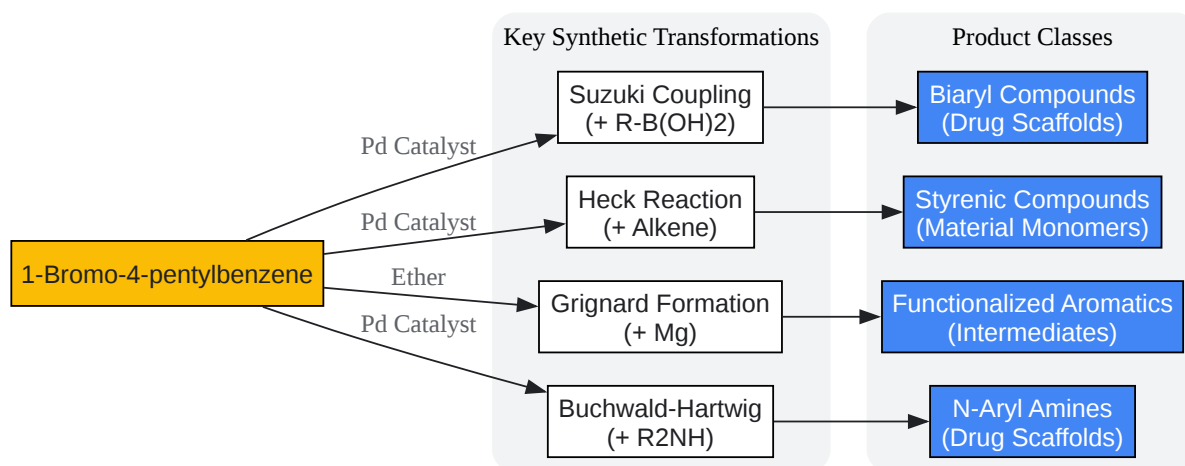 Key Synthetic Transformations
Product Classes
Suzuki Coupling
(+ R-B(OH)2)
Biaryl Compounds
(Drug Scaffolds)
Pd Catalyst
Heck Reaction
(+ Alkene)
Styrenic Compounds
(Material Monomers)
Pd Catalyst
1-Bromo-4-pentylbenzene
Ether
Grignard Formation
(+ Mg)
Functionalized Aromatics
(Intermediates)
Pd Catalyst
Buchwald-Hartwig
(+ R2NH)
N-Aryl Amines
(Drug Scaffolds)